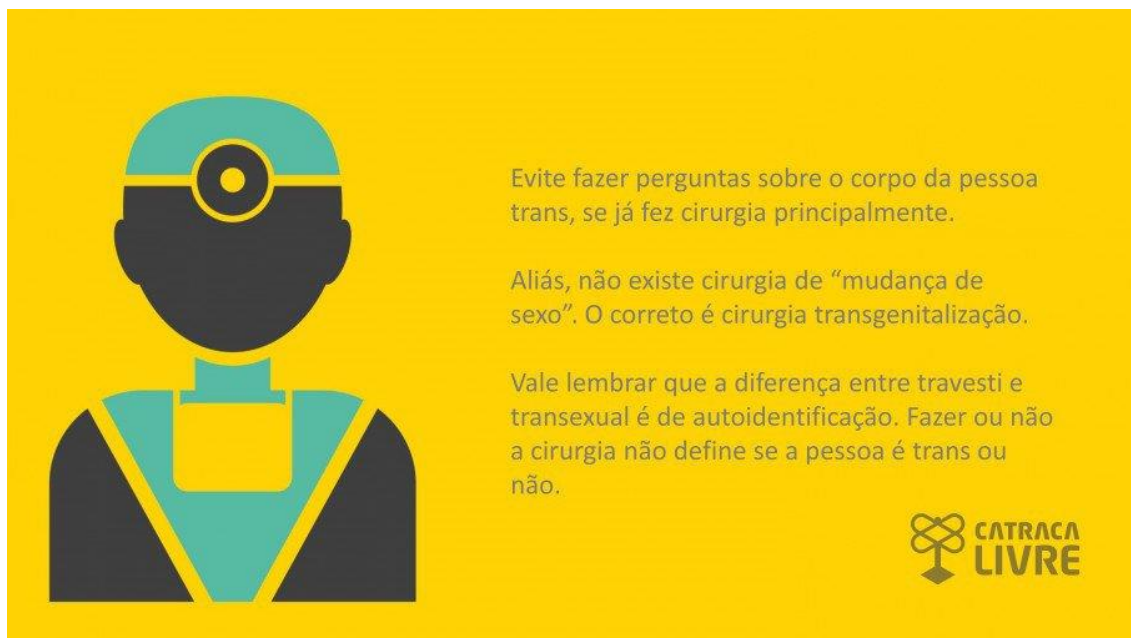 Evite fazer perguntas sobre o corpo da pessoa
trans, se já fez cirurgia principalmente.
Aliás, não existe cirurgia de “mudança de
sexo”. O correto é cirurgia transgenitalização.
Vale lembrar que a diferença entre travesti e
transexual é de autoidentificação. Fazer ou não
a cirurgia não define se a pessoa é trans ou
não.
CATRACA
LIVRE